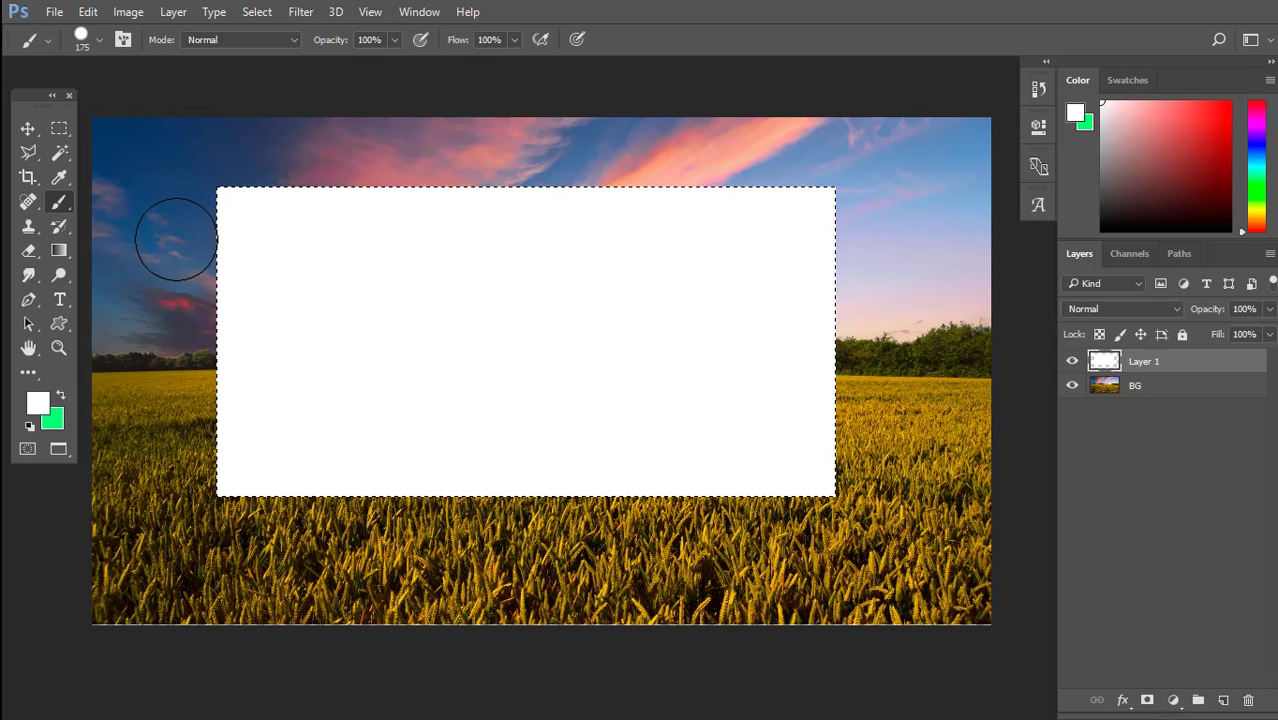 Ps File Edit Image Layer Type Select Filter 3D View Window Help
175 Mode: Normal Opacity: 100% Flow: 100%
Color Swatches
Layers Channels Paths
Kind
Normal Opacity: 100%
Lock: Fill: 100%
Layer 1
BG